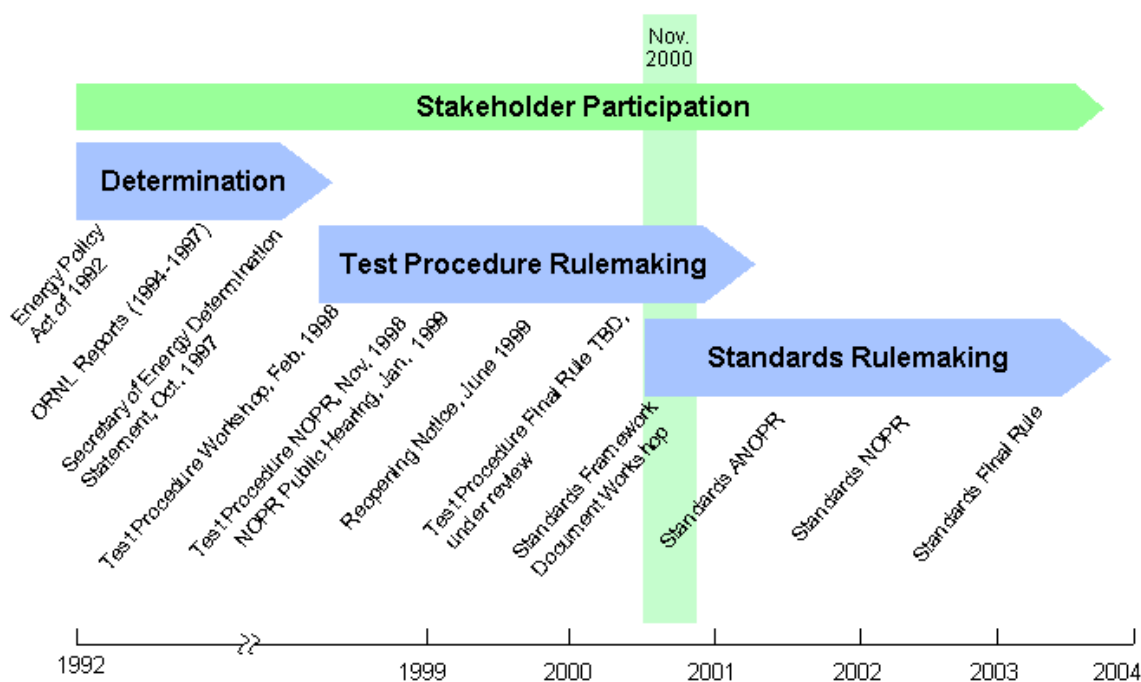 Nov.
2000
Stakeholder Participation
Determination
Energy Policy
Act of 1992
ORNL Reports (1994-1997)
Secretary of Energy Determination
Statement, Oct. 1997
Test Procedure Rulemaking
Test Procedure Workshop, Feb. 1998
Test Procedure NOPR, Nov. 1998
NOPR Public Hearing, Jan. 1999
Reopening Notice, June 1999
Test Procedure Final Rule TBD,
under review
Standards Rulemaking
Standards Framework
Document Workshop
Standards ANOPR
Standards NOPR
Standards Final Rule
1992
1999
2000
2001
2002
2003
2004